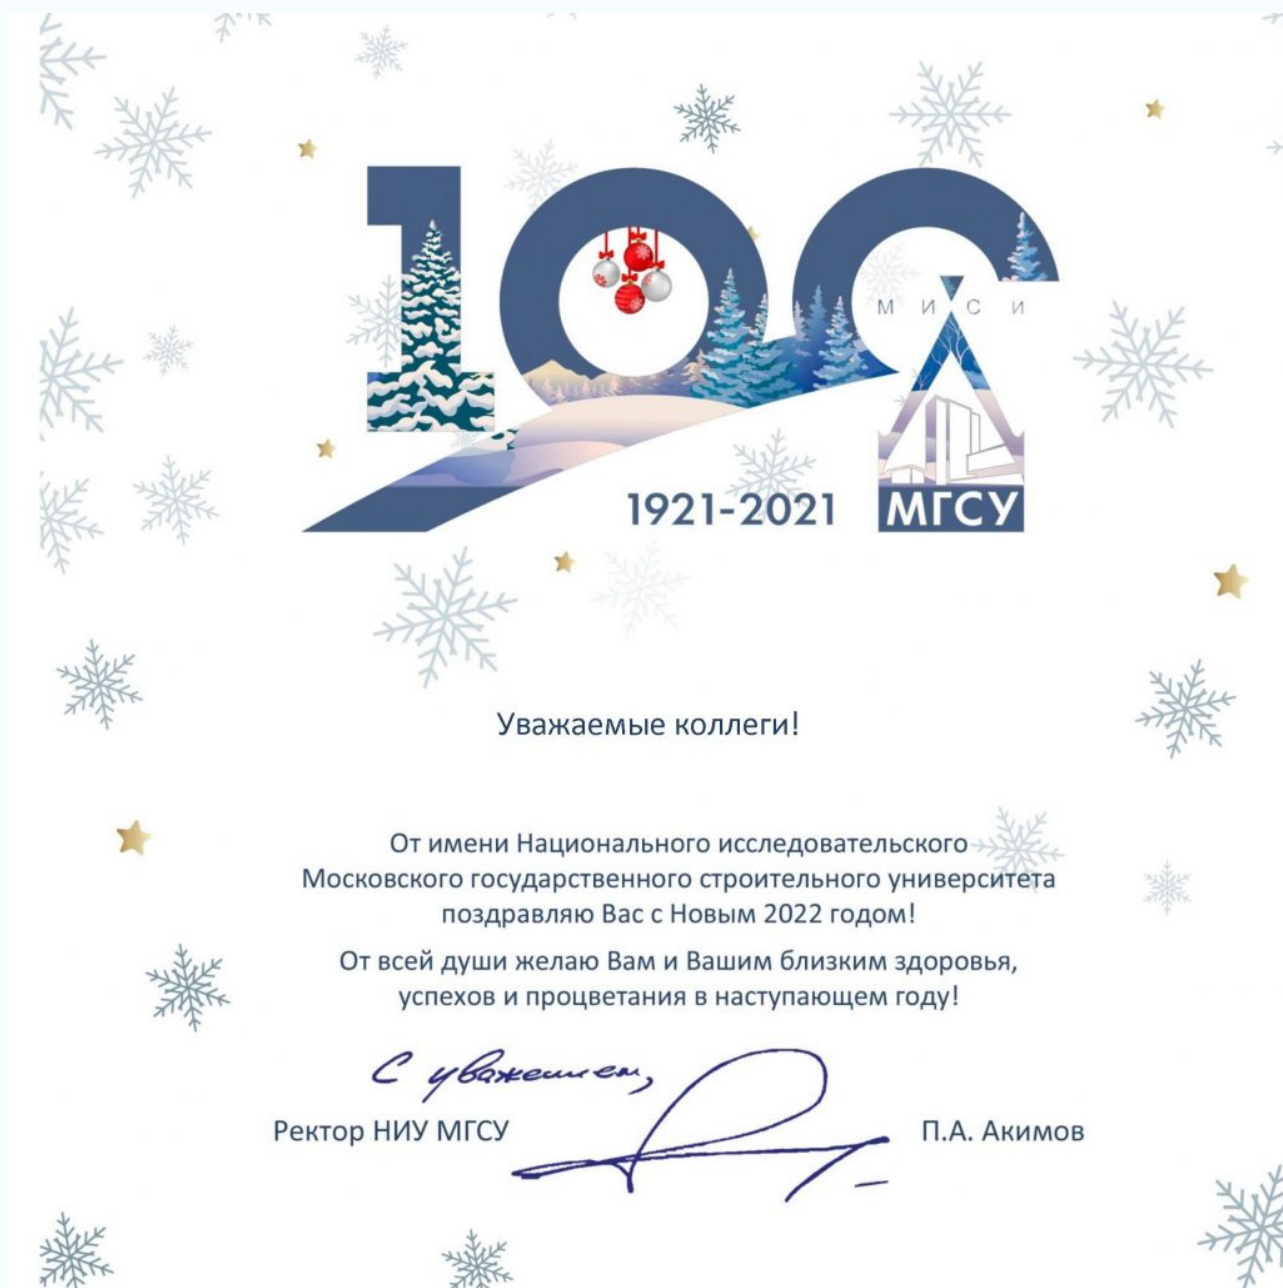 100
МИСИ
1921-2021
МГСУ
Уважаемые коллеги!
От имени Национального исследовательского
Московского государственного строительного университета
поздравляю Вас с Новым 2022 годом!
От всей души желаю Вам и Вашим близким здоровья,
успехов и процветания в наступающем году!
С уважением,
Ректор НИУ МГСУ
П.А. Акимов